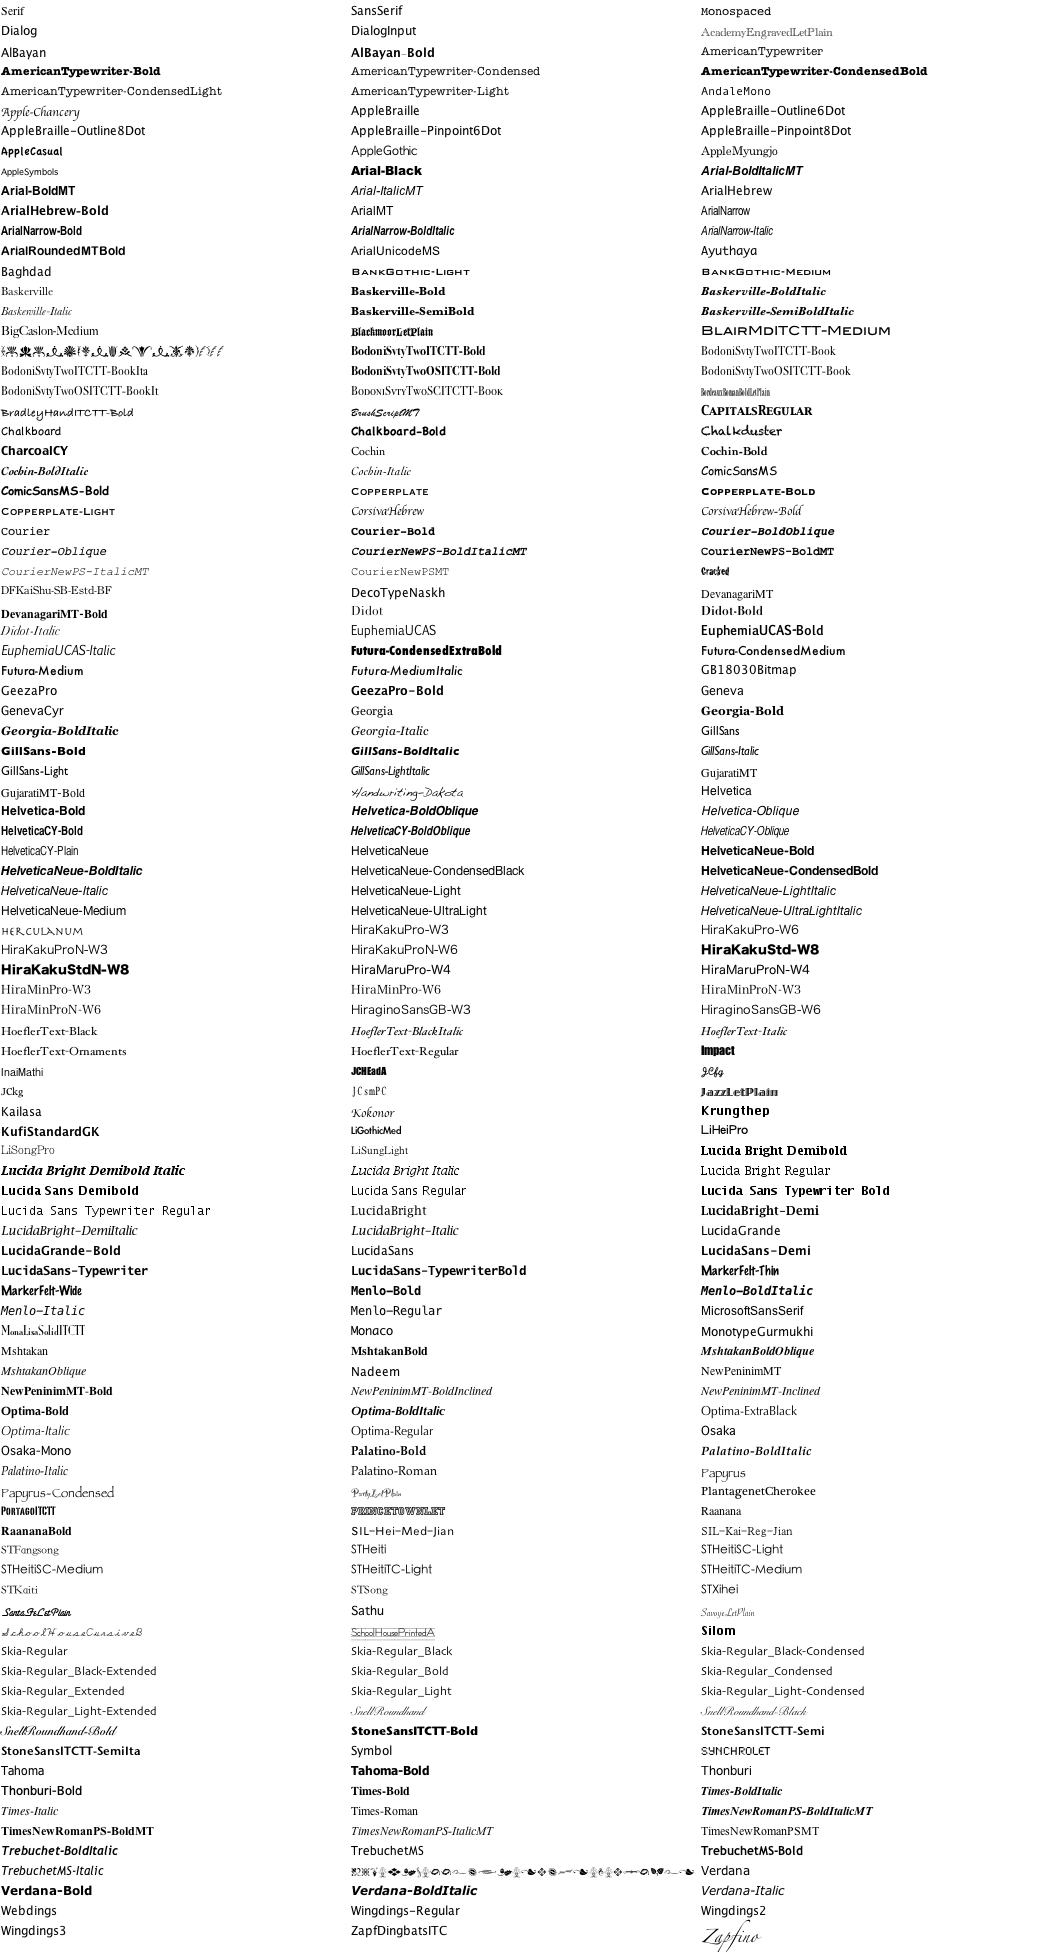 Serif SansSerif Monospaced
Dialog DialogInput AcademyEngravedLetPlain
AlBayan AlBayan-Bold AmericanTypewriter
AmericanTypewriter-Bold AmericanTypewriter-Condensed AmericanTypewriter-CondensedBold
AmericanTypewriter-CondensedLight AmericanTypewriter-Light AndaleMono
Apple-Chancery AppleBraille AppleBraille-Outline6Dot
AppleBraille-Outline8Dot AppleBraille-Pinpoint6Dot AppleBraille-Pinpoint8Dot
AppleCasual AppleGothic AppleMyungjo
AppleSymbols Arial-Black Arial-BoldItalicMT
Arial-BoldMT Arial-ItalicMT ArialHebrew
ArialHebrew-Bold ArialMT ArialNarrow
ArialNarrow-Bold ArialNarrow-BoldItalic ArialNarrow-Italic
ArialRoundedMTBold ArialUnicodeMS Ayuthaya
Baghdad BankGothic-Light BankGothic-Medium
Baskerville Baskerville-Bold Baskerville-BoldItalic
Baskerville-Italic Baskerville-SemiBold Baskerville-SemiBoldItalic
BigCaslon-Medium BlackmoorLetPlain BlairMdITCTT-Medium
BodoniSvtyTwoITCTT-Bold BodoniSvtyTwoITCTT-Book
BodoniSvtyTwoITCTT-BookIta BodoniSvtyTwoOSITCTT-Bold BodoniSvtyTwoOSITCTT-Book
BodoniSvtyTwoOSITCTT-BookIt BodoniSvtyTwoSCITCTT-Book BordeauxRomanBoldLetPlain
BradleyHandITCTT-Bold BrushScriptMT CapitalsRegular
Chalkboard Chalkboard-Bold Chalkduster
CharcoalCY Cochin Cochin-Bold
Cochin-BoldItalic Cochin-Italic ComicSansMS
ComicSansMS-Bold Copperplate Copperplate-Bold
Copperplate-Light CorsivaHebrew CorsivaHebrew-Bold
Courier Courier-Bold Courier-BoldOblique
Courier-Oblique CourierNewPS-BoldItalicMT CourierNewPS-BoldMT
CourierNewPS-ItalicMT CourierNewPSMT Cracked
DFKaiShu-SB-Estd-BF DecoTypeNaskh DevanagariMT
DevanagariMT-Bold Didot Didot-Bold
Didot-Italic EuphemiaUCAS EuphemiaUCAS-Bold
EuphemiaUCAS-Italic Futura-CondensedExtraBold Futura-CondensedMedium
Futura-Medium Futura-MediumItalic GB18030Bitmap
GeezaPro GeezaPro-Bold Geneva
GenevaCyr Georgia Georgia-Bold
Georgia-BoldItalic Georgia-Italic GillSans
GillSans-Bold GillSans-BoldItalic GillSans-Italic
GillSans-Light GillSans-LightItalic GujaratiMT
GujaratiMT-Bold Handwriting-Dakota Helvetica
Helvetica-Bold Helvetica-BoldOblique Helvetica-Oblique
HelveticaCY-Bold HelveticaCY-BoldOblique HelveticaCY-Oblique
HelveticaCY-Plain HelveticaNeue HelveticaNeue-Bold
HelveticaNeue-BoldItalic HelveticaNeue-CondensedBlack HelveticaNeue-CondensedBold
HelveticaNeue-Italic HelveticaNeue-Light HelveticaNeue-LightItalic
HelveticaNeue-Medium HelveticaNeue-UltraLight HelveticaNeue-UltraLightItalic
Herculanum HiraKakuPro-W3 HiraKakuPro-W6
HiraKakuProN-W3 HiraKakuProN-W6 HiraKakuStd-W8
HiraKakuStdN-W8 HiraMaruPro-W4 HiraMaruProN-W4
HiraMinPro-W3 HiraMinPro-W6 HiraMinProN-W3
HiraMinProN-W6 HiraginoSansGB-W3 HiraginoSansGB-W6
HoeflerText-Black HoeflerText-BlackItalic HoeflerText-Italic
HoeflerText-Ornaments HoeflerText-Regular Impact
InaiMathi JCHEadA JCfg
JCkg JCsmPC JazzLetPlain
Kailasa Kokonor Krungthep
KufiStandardGK LiGothicMed LiHeiPro
LiSongPro LiSungLight Lucida Bright Demibold
Lucida Bright Demibold Italic Lucida Bright Italic Lucida Bright Regular
Lucida Sans Demibold Lucida Sans Regular Lucida Sans Typewriter Bold
Lucida Sans Typewriter Regular LucidaBright LucidaBright-Demi
LucidaBright-DemiItalic LucidaBright-Italic LucidaGrande
LucidaGrande-Bold LucidaSans LucidaSans-Demi
LucidaSans-Typewriter LucidaSans-TypewriterBold MarkerFelt-Thin
MarkerFelt-Wide Menlo-Bold Menlo-BoldItalic
Menlo-Italic Menlo-Regular MicrosoftSansSerif
MonaLisaSolidITCTT Monaco MonotypeGurmukhi
Mshtakan MshtakanBold MshtakanBoldOblique
MshtakanOblique Nadeem NewPeninimMT
NewPeninimMT-Bold NewPeninimMT-BoldInclined NewPeninimMT-Inclined
Optima-Bold Optima-BoldItalic Optima-ExtraBlack
Optima-Italic Optima-Regular Osaka
Osaka-Mono Palatino-Bold Palatino-BoldItalic
Palatino-Italic Palatino-Roman Papyrus
Papyrus-Condensed PartyLetPlain PlantagenetCherokee
PortagoITCTT PRINCETOWNLET Raanana
RaananaBold SIL-Hei-Med-Jian SIL-Kai-Reg-Jian
STFangsong STHeiti STHeitiSC-Light
STHeitiSC-Medium STHeitiTC-Light STHeitiTC-Medium
STKaiti STSong STXihei
SantaFeLetPlain Sathu SavoyeLetPlain
SchoolHouseCursiveB SchoolHousePrintedA Silom
Skia-Regular Skia-Regular_Black Skia-Regular_Black-Condensed
Skia-Regular_Black-Extended Skia-Regular_Bold Skia-Regular_Condensed
Skia-Regular_Extended Skia-Regular_Light Skia-Regular_Light-Condensed
Skia-Regular_Light-Extended SnellRoundhand SnellRoundhand-Black
SnellRoundhand-Bold StoneSansITCTT-Bold StoneSansITCTT-Semi
StoneSansITCTT-SemiIta Symbol SYNCHROLET
Tahoma Tahoma-Bold Thonburi
Thonburi-Bold Times-Bold Times-BoldItalic
Times-Italic Times-Roman TimesNewRomanPS-BoldItalicMT
TimesNewRomanPS-BoldMT TimesNewRomanPS-ItalicMT TimesNewRomanPSMT
Trebuchet-BoldItalic TrebuchetMS TrebuchetMS-Bold
TrebuchetMS-Italic Verdana
Verdana-Bold Verdana-BoldItalic Verdana-Italic
Webdings Wingdings-Regular Wingdings2
Wingdings3 ZapfDingbatsITC Zapfino